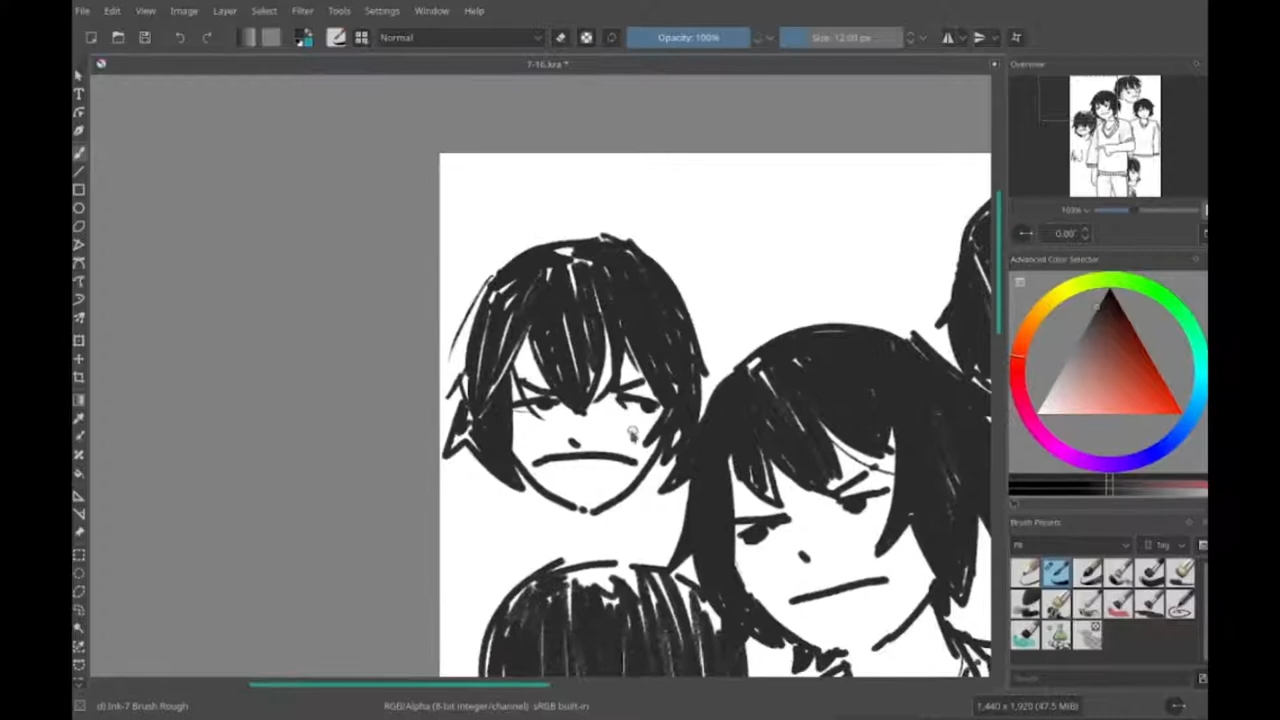 File Edit View Image Layer Select Filter Tools Settings Window Help
Normal Opacity: 100% Size: 12.00 px
7-16.kra *
Overview
103%
0.00°
Advanced Color Selector
Brush Presets
All Tag
d) Ink-7 Brush Rough RGB/Alpha (8-bit integer/channel) sRGB built-in 1,440 x 1,920 (47.5 MiB)